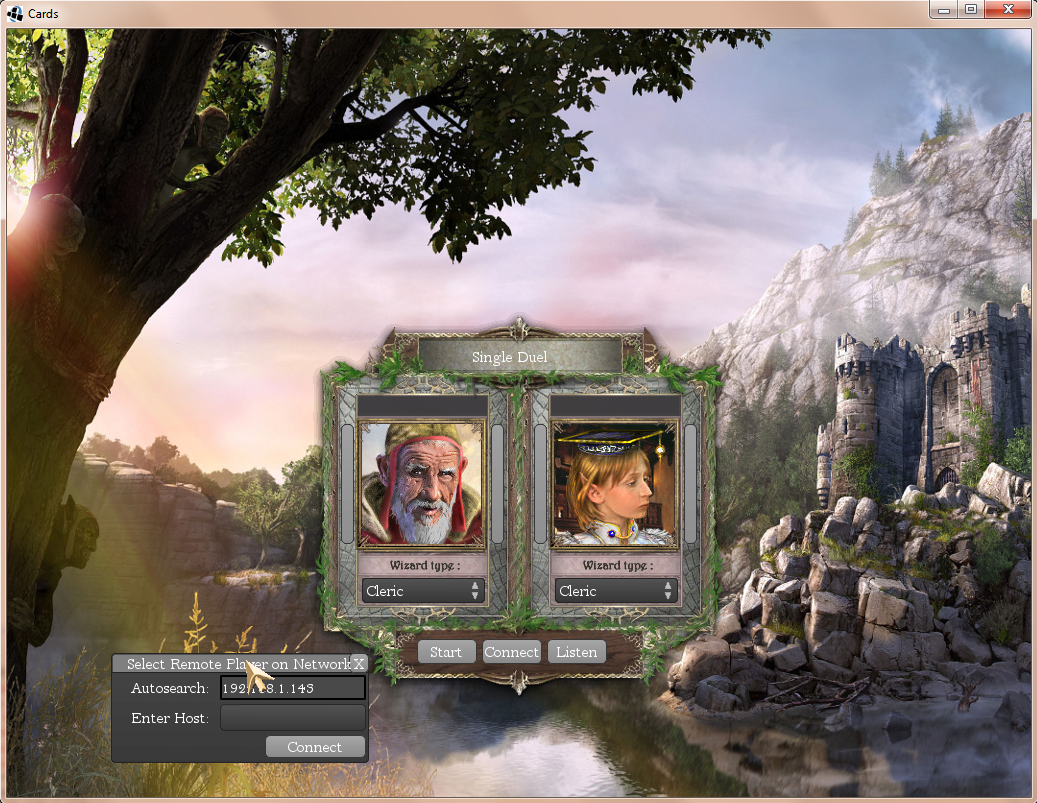 Cards
Single Duel
Wizard type :
Wizard type :
Cleric
Cleric
Start
Connect
Listen
Select Remote Player on Network X
Autosearch:
Enter Host:
Connect